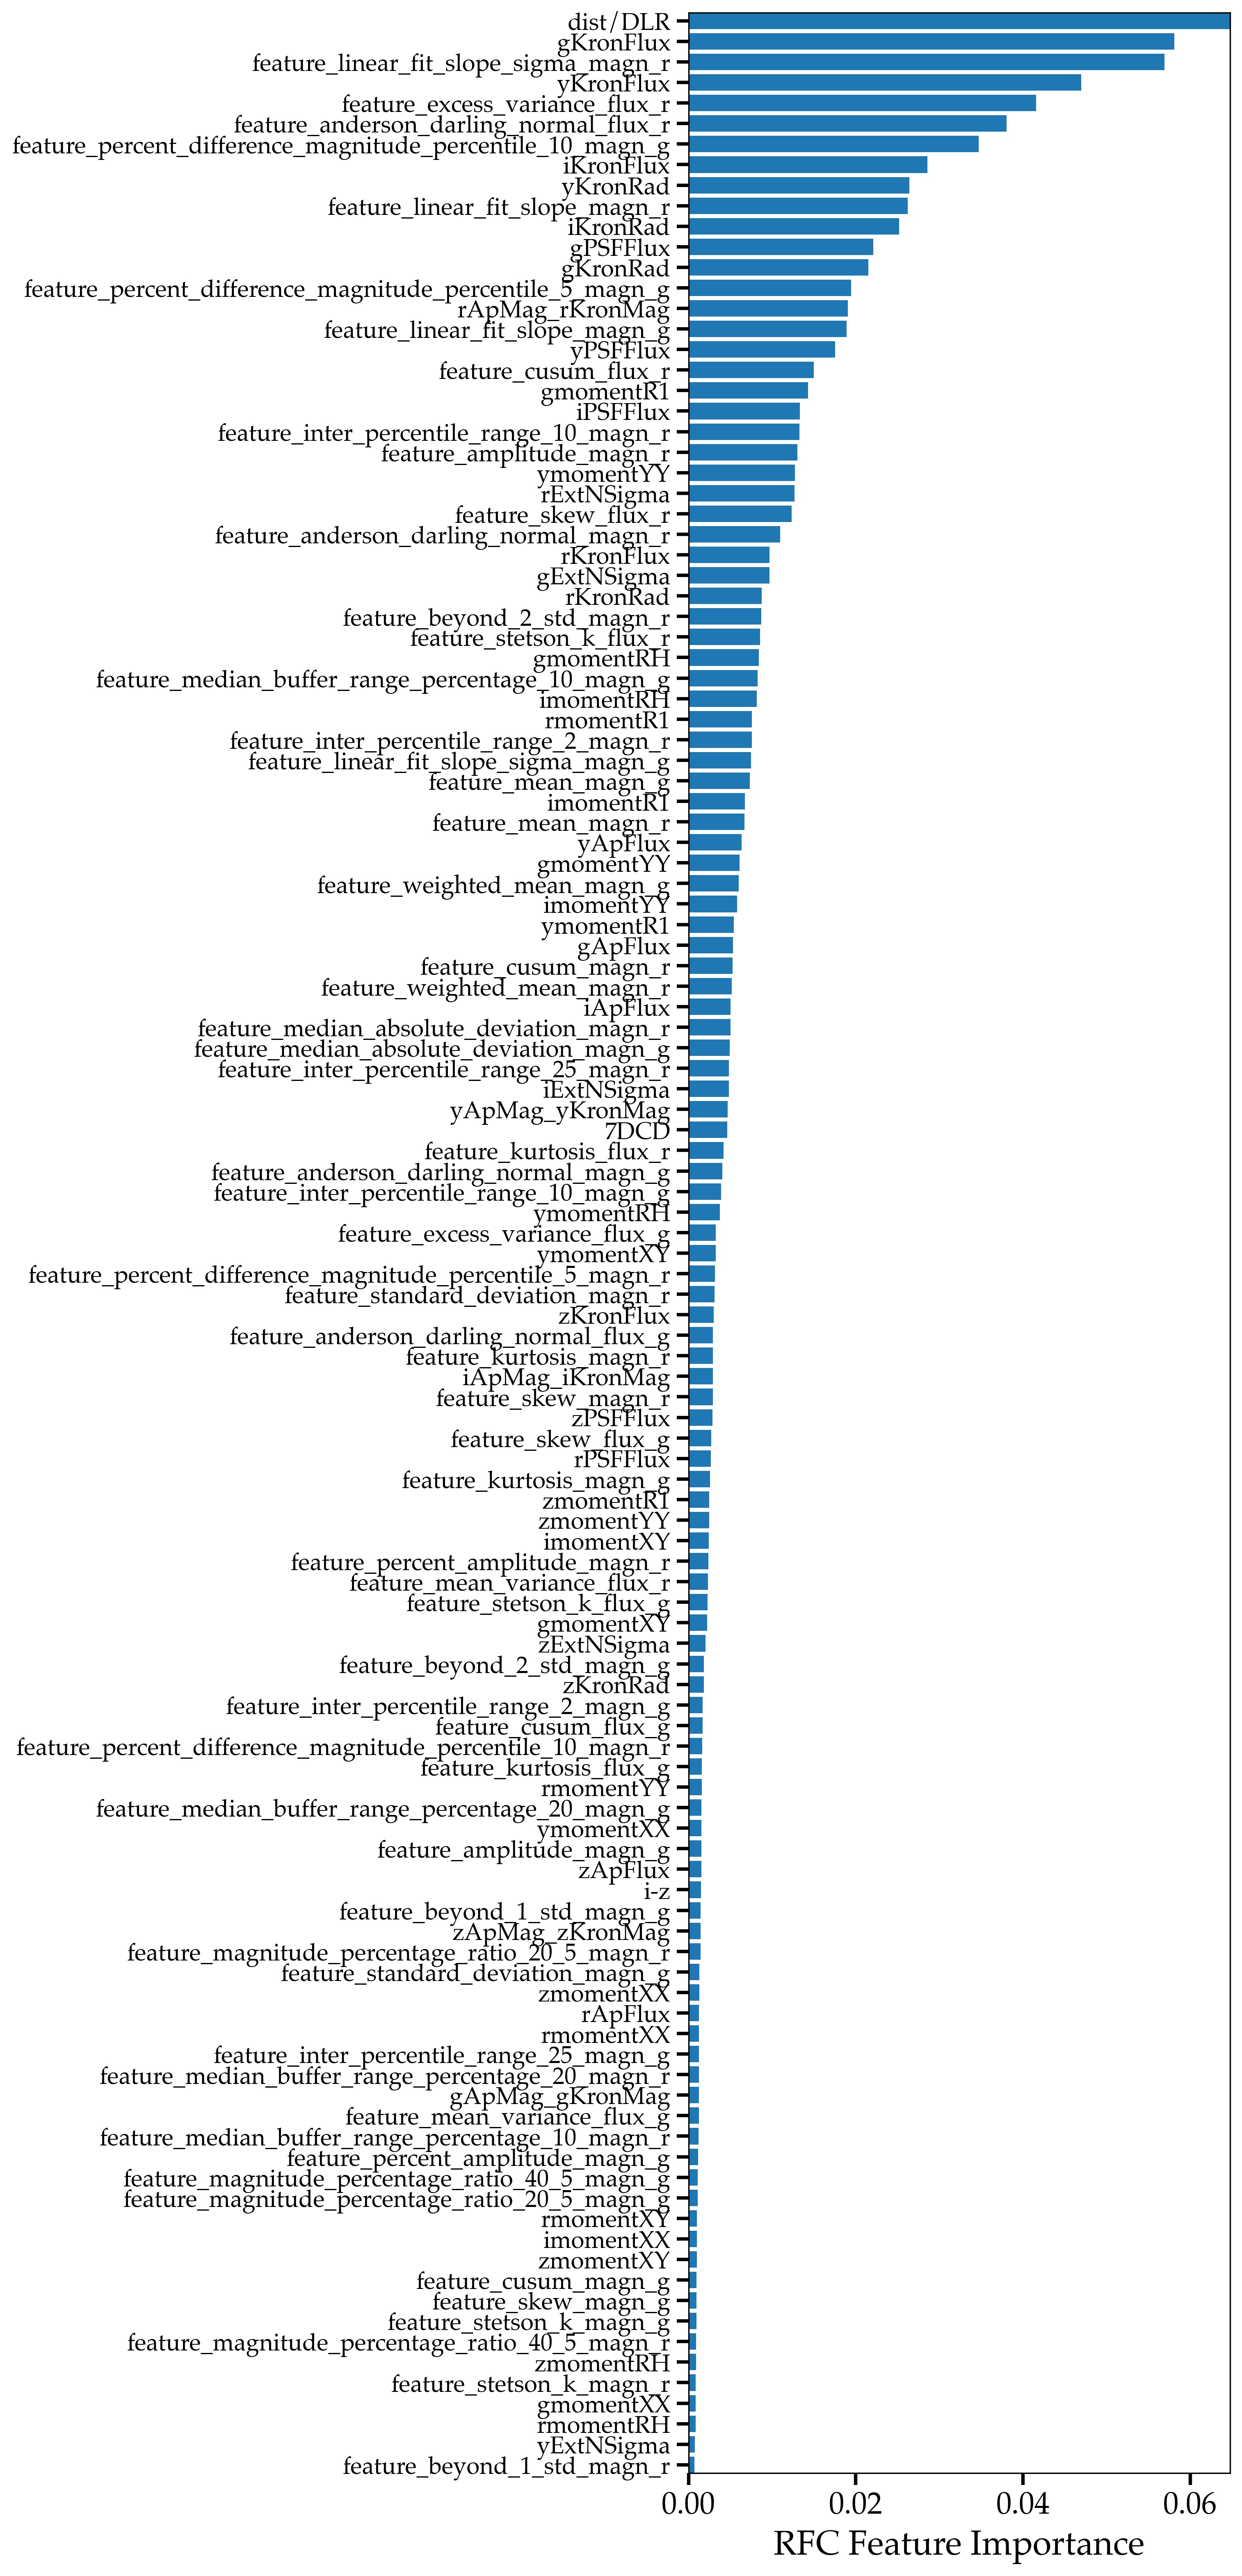 dist/DLR
gKronFlux
feature_linear_fit_slope_sigma_magn_r
yKronFlux
feature_excess_variance_flux_r
feature_anderson_darling_normal_flux_r
feature_percent_difference_magnitude_percentile_10_magn_g
iKronFlux
yKronRad
feature_linear_fit_slope_magn_r
iKronRad
gPSFFlux
gKronRad
feature_percent_difference_magnitude_percentile_5_magn_g
rApMag_rKronMag
feature_linear_fit_slope_magn_g
yPSFFlux
feature_cusum_flux_r
gmomentR1
iPSFFlux
feature_inter_percentile_range_10_magn_r
feature_amplitude_magn_r
ymomentYY
rExtNSigma
feature_skew_flux_r
feature_anderson_darling_normal_magn_r
rKronFlux
gExtNSigma
rKronRad
feature_beyond_2_std_magn_r
feature_stetson_k_flux_r
gmomentRH
feature_median_buffer_range_percentage_10_magn_g
imomentRH
rmomentR1
feature_inter_percentile_range_2_magn_r
feature_linear_fit_slope_sigma_magn_g
feature_mean_magn_g
imomentR1
feature_mean_magn_r
yApFlux
gmomentYY
feature_weighted_mean_magn_g
imomentYY
ymomentR1
gApFlux
feature_cusum_magn_r
feature_weighted_mean_magn_r
iApFlux
feature_median_absolute_deviation_magn_r
feature_median_absolute_deviation_magn_g
feature_inter_percentile_range_25_magn_r
iExtNSigma
yApMag_yKronMag
7DCD
feature_kurtosis_flux_r
feature_anderson_darling_normal_magn_g
feature_inter_percentile_range_10_magn_g
ymomentRH
feature_excess_variance_flux_g
ymomentXY
feature_percent_difference_magnitude_percentile_5_magn_r
feature_standard_deviation_magn_r
zKronFlux
feature_anderson_darling_normal_flux_g
feature_kurtosis_magn_r
iApMag_iKronMag
feature_skew_magn_r
zPSFFlux
feature_skew_flux_g
rPSFFlux
feature_kurtosis_magn_g
zmomentR1
zmomentYY
imomentXY
feature_percent_amplitude_magn_r
feature_mean_variance_flux_r
feature_stetson_k_flux_g
gmomentXY
zExtNSigma
feature_beyond_2_std_magn_g
zKronRad
feature_inter_percentile_range_2_magn_g
feature_cusum_flux_g
feature_percent_difference_magnitude_percentile_10_magn_r
feature_kurtosis_flux_g
rmomentYY
feature_median_buffer_range_percentage_20_magn_g
ymomentXX
feature_amplitude_magn_g
zApFlux
i-z
feature_beyond_1_std_magn_g
zApMag_zKronMag
feature_magnitude_percentage_ratio_20_5_magn_r
feature_standard_deviation_magn_g
zmomentXX
rApFlux
rmomentXX
feature_inter_percentile_range_25_magn_g
feature_median_buffer_range_percentage_20_magn_r
gApMag_gKronMag
feature_mean_variance_flux_g
feature_median_buffer_range_percentage_10_magn_r
feature_percent_amplitude_magn_g
feature_magnitude_percentage_ratio_40_5_magn_g
feature_magnitude_percentage_ratio_20_5_magn_g
rmomentXY
imomentXX
zmomentXY
feature_cusum_magn_g
feature_skew_magn_g
feature_stetson_k_magn_g
feature_magnitude_percentage_ratio_40_5_magn_r
zmomentRH
feature_stetson_k_magn_r
gmomentXX
rmomentRH
yExtNSigma
feature_beyond_1_std_magn_r
0.00 0.02 0.04 0.06
RFC Feature Importance